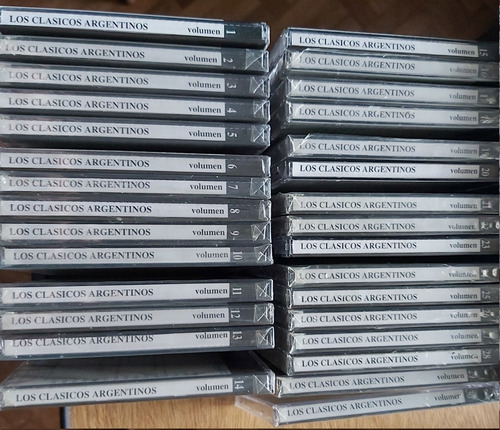 LOS CLASICOS ARGENTINOS volumen 1
LOS CLASICOS ARGENTINOS volumen 2
LOS CLASICOS ARGENTINOS volumen 3
LOS CLASICOS ARGENTINOS volumen 4
LOS CLASICOS ARGENTINOS volumen 5
LOS CLASICOS ARGENTINOS volumen 6
LOS CLASICOS ARGENTINOS volumen 7
LOS CLASICOS ARGENTINOS volumen 8
LOS CLASICOS ARGENTINOS volumen 9
LOS CLASICOS ARGENTINOS volumen 10
LOS CLASICOS ARGENTINOS volumen 11
LOS CLASICOS ARGENTINOS volumen 12
LOS CLASICOS ARGENTINOS volumen 13
LOS CLASICOS ARGENTINOS volumen 14
LOS CLASICOS ARGENTINOS volumen 15
LOS CLASICOS ARGENTINOS volumen
LOS CLASICOS ARGENTINOS volumen
LOS CLASICOS ARGENTINOS volumen
LOS CLASICOS ARGENTINOS volumen
LOS CLASICOS ARGENTINOS volumen 20
LOS CLASICOS ARGENTINOS volumen
LOS CLASICOS ARGENTINOS volumen
LOS CLASICOS ARGENTINOS volumen 23
LOS CLASICOS ARGENTINOS volumen
LOS CLASICOS ARGENTINOS volumen 25
LOS CLASICOS ARGENTINOS volumen
LOS CLASICOS ARGENTINOS volumen
LOS CLASICOS ARGENTINOS volumen
LOS CLASICOS ARGENTINOS volumen
LOS CLASICOS ARGENTINOS volumen